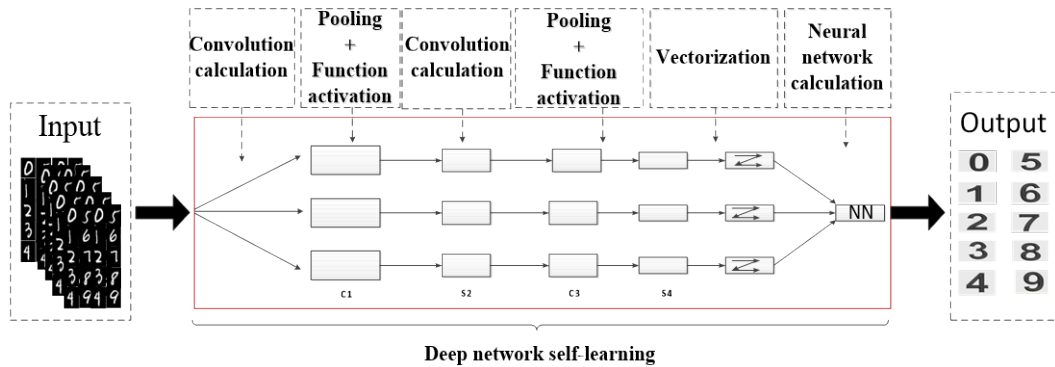 Convolution
calculation
Pooling
+
Function
activation
Convolution
calculation
Pooling
+
Function
activation
Vectorization
Neural
network
calculation
Input
Output
0 5
1 6
2 7
3 8
4 9
NN
C1
S2
C3
S4
Deep network self-learning